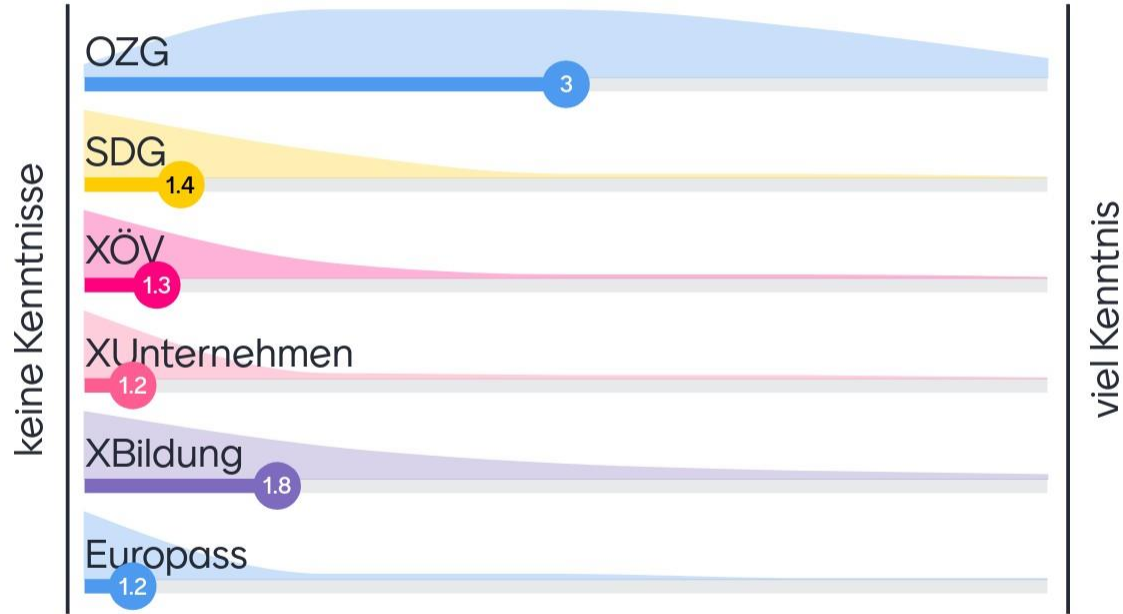 keine Kenntnisse
OZG
3
SDG
1.4
XÖV
1.3
XUnternehmen
1.2
XBildung
1.8
Europass
1.2
viel Kenntnis